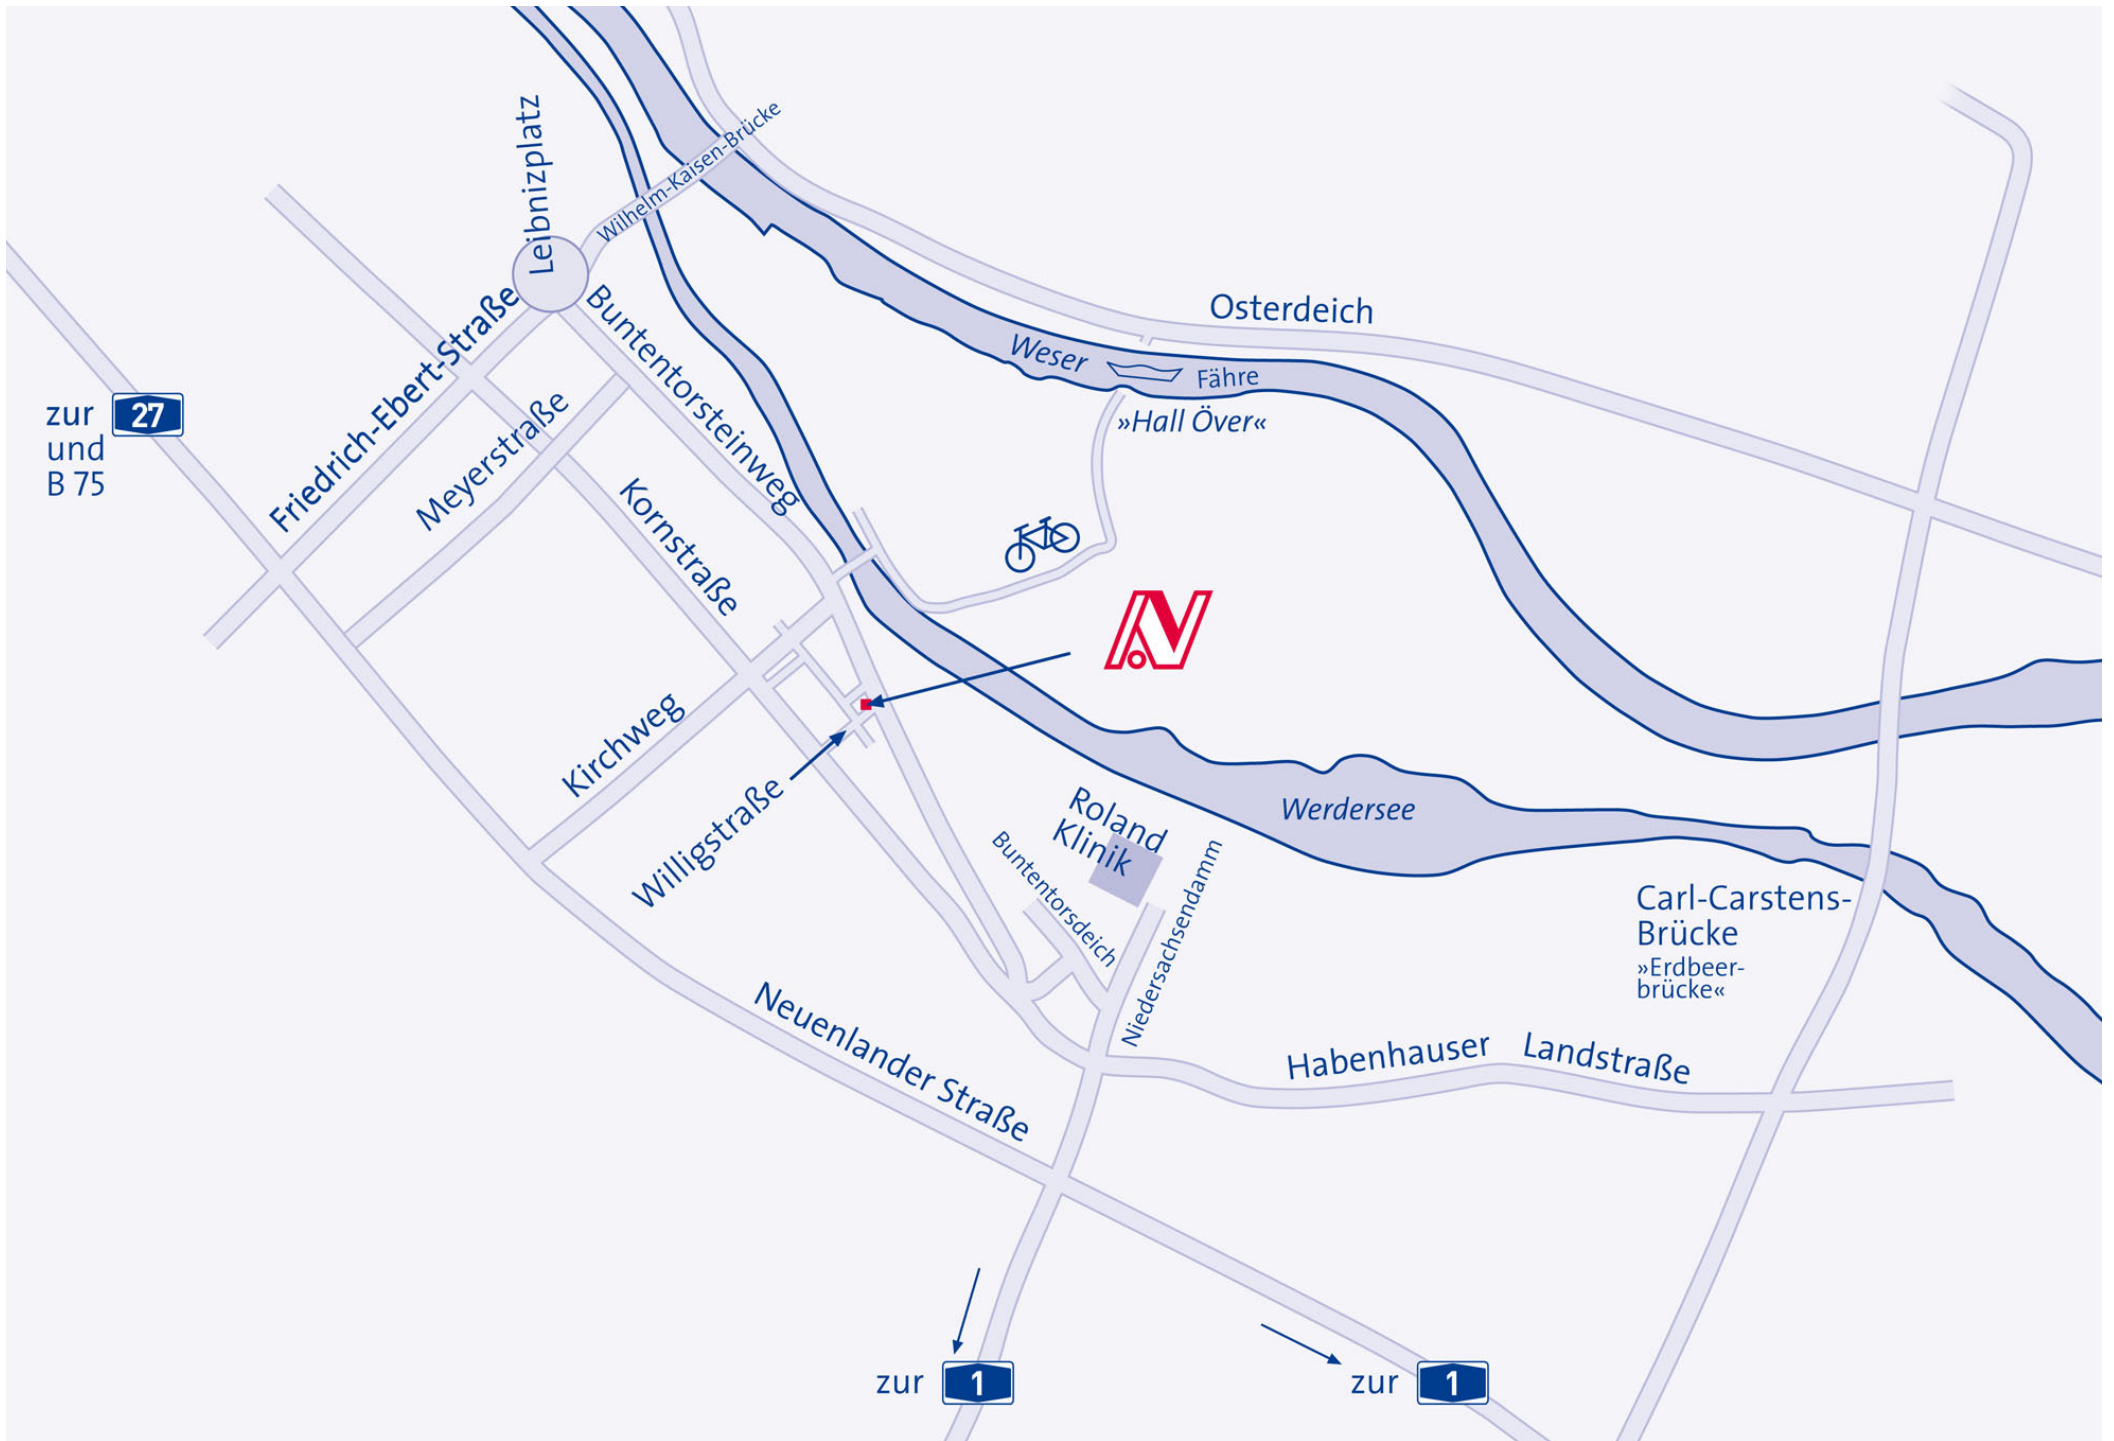 Leibnizplatz
Wilhelm-Kaisen-Brücke
Osterdeich
Weser
Fähre
»Hall Över«
zur 27
und
B 75
Friedrich-Ebert-Straße
Meyerstraße
Buntentorsteinweg
Kornstraße
Kirchweg
Willigstraße
Roland
Klinik
Buntentorsdeich
Niedersachsendamm
Werdersee
Carl-Carstens-
Brücke
»Erdbeer-
brücke«
Neuenlander Straße
Habenhauser Landstraße
zur 1
zur 1